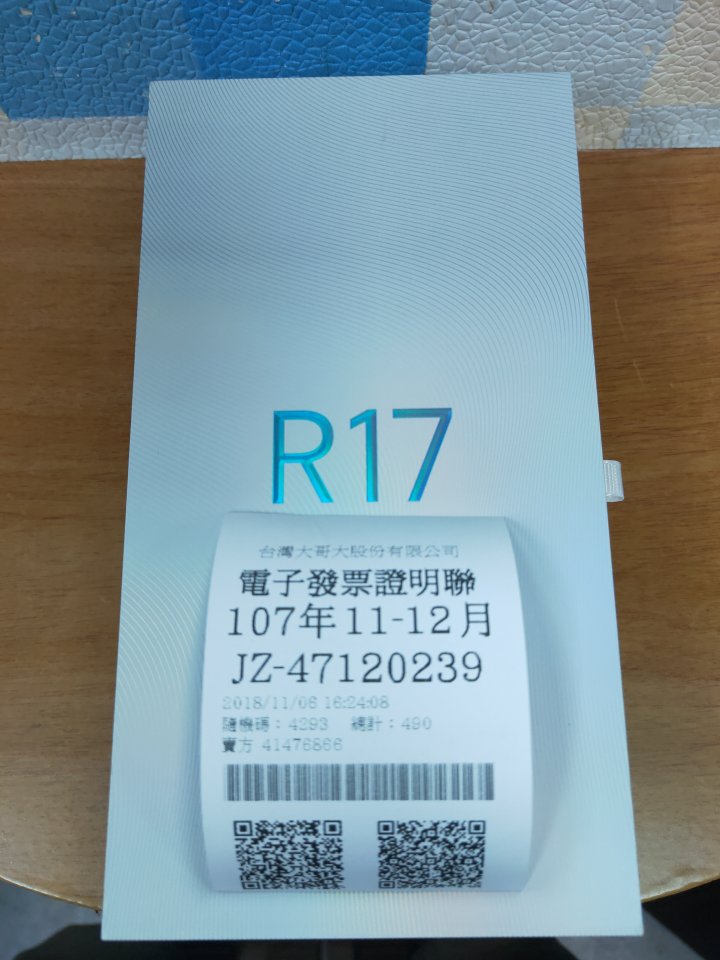 R17
台灣大哥大股份有限公司
電子發票證明聯
107年11-12月
JZ-47120239
2018/11/06 16:24:08
隨機碼：4293 總計：490
賣方 41476866